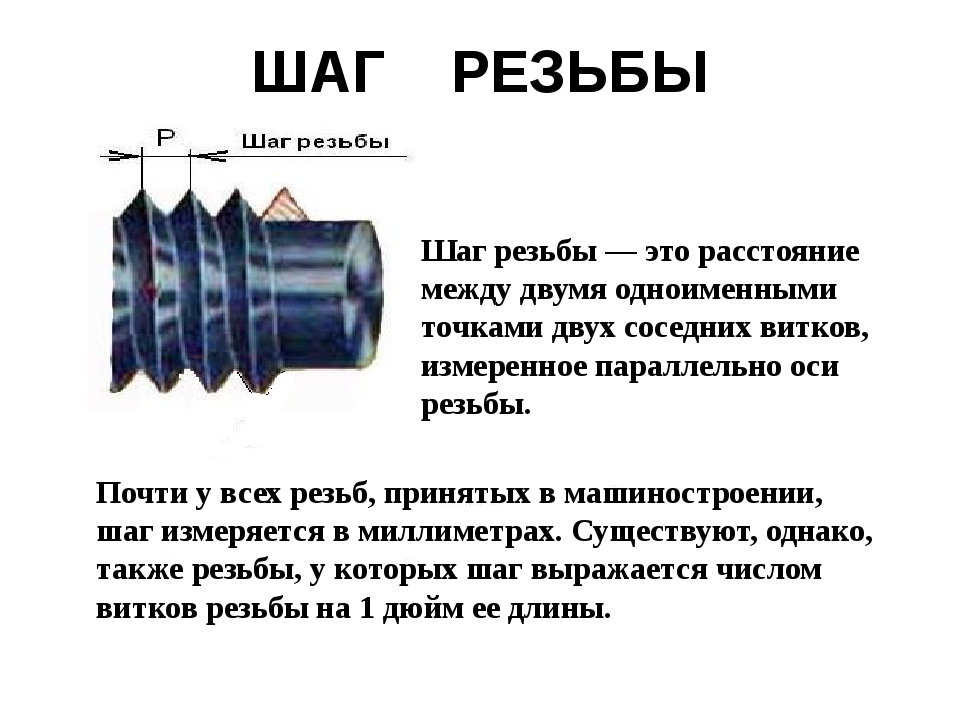 ШАГ РЕЗЬБЫ
P Шаг резьбы
Шаг резьбы — это расстояние
между двумя одноименными
точками двух соседних витков,
измеренное параллельно оси
резьбы.
Почти у всех резьб, принятых в машиностроении,
шаг измеряется в миллиметрах. Существуют, однако,
также резьбы, у которых шаг выражается числом
витков резьбы на 1 дюйм ее длины.